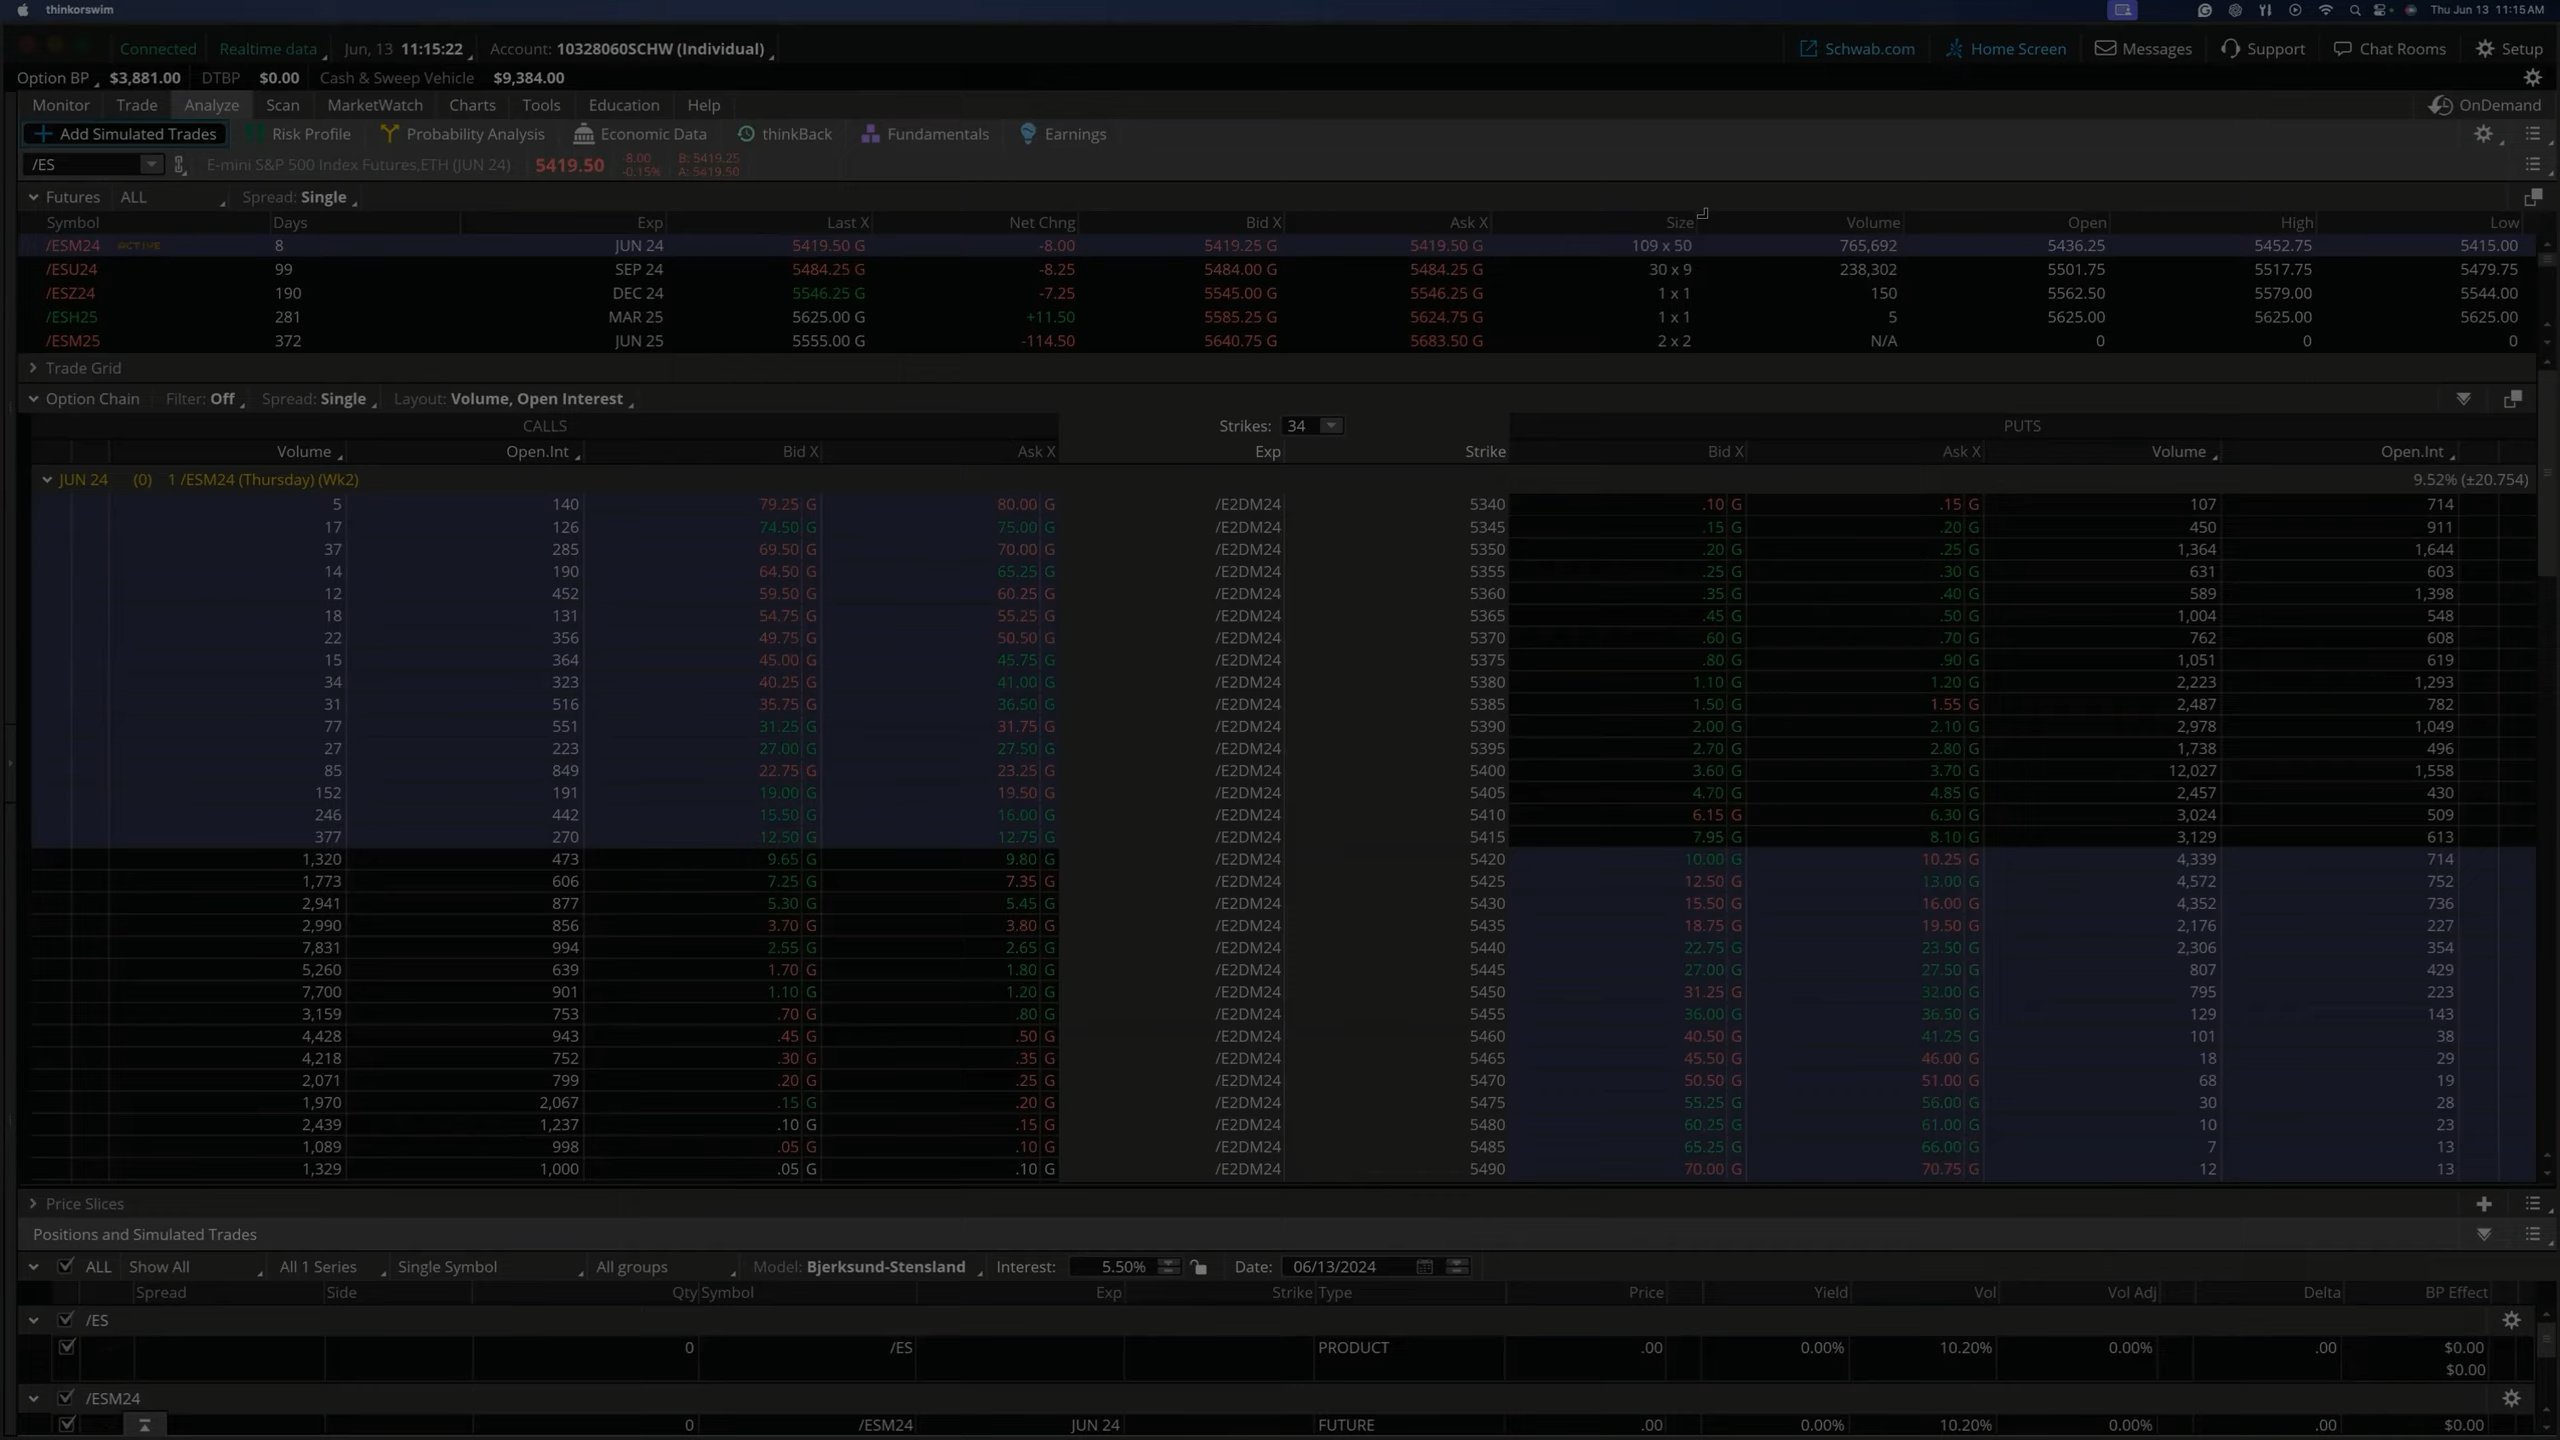 thinkorswim Thu Jun 13 11:15 AM
Connected Realtime data Jun, 13 11:15:22 Account: 10328060SCHW (Individual) Schwab.com Home Screen Messages Support Chat Rooms Setup
Option BP $3,881.00 DTBP $0.00 Cash & Sweep Vehicle $9,384.00
Monitor Trade Analyze Scan MarketWatch Charts Tools Education Help OnDemand
Add Simulated Trades Risk Profile Probability Analysis Economic Data thinkBack Fundamentals Earnings
/ES E-mini S&P 500 Index Futures,ETH (JUN 24) 5419.50 -8.00 B: 5419.25
-0.15% A: 5419.50
Futures ALL Spread: Single
Symbol Days Exp Last X Net Chng Bid X Ask X Size Volume Open High Low
/ESM24 ACTIVE 8 JUN 24 5419.50 G -8.00 5419.25 G 5419.50 G 109 x 50 765,692 5436.25 5452.75 5415.00
/ESU24 99 SEP 24 5484.25 G -8.25 5484.00 G 5484.25 G 30 x 9 238,302 5501.75 5517.75 5479.75
/ESZ24 190 DEC 24 5546.25 G -7.25 5545.00 G 5546.25 G 1 x 1 150 5562.50 5579.00 5544.00
/ESH25 281 MAR 25 5625.00 G +11.50 5585.25 G 5624.75 G 1 x 1 5 5625.00 5625.00 5625.00
/ESM25 372 JUN 25 5555.00 G -114.50 5640.75 G 5683.50 G 2 x 2 N/A 0 0 0
Trade Grid
Option Chain Filter: Off Spread: Single Layout: Volume, Open Interest
CALLS Strikes: 34 PUTS
Volume Open.Int Bid X Ask X Exp Strike Bid X Ask X Volume Open.Int
JUN 24 (0) 1 /ESM24 (Thursday) (Wk2) 9.52% (±20.754)
5 140 79.25 G 80.00 G /E2DM24 5340 .10 G .15 G 107 714
17 126 74.50 G 75.00 G /E2DM24 5345 .15 G .20 G 450 911
37 285 69.50 G 70.00 G /E2DM24 5350 .20 G .25 G 1,364 1,644
14 190 64.50 G 65.25 G /E2DM24 5355 .25 G .30 G 631 603
12 452 59.50 G 60.25 G /E2DM24 5360 .35 G .40 G 589 1,398
18 131 54.75 G 55.25 G /E2DM24 5365 .45 G .50 G 1,004 548
22 356 49.75 G 50.50 G /E2DM24 5370 .60 G .70 G 762 608
15 364 45.00 G 45.75 G /E2DM24 5375 .80 G .90 G 1,051 619
34 323 40.25 G 41.00 G /E2DM24 5380 1.10 G 1.20 G 2,223 1,293
31 516 35.75 G 36.50 G /E2DM24 5385 1.50 G 1.55 G 2,487 782
77 551 31.25 G 31.75 G /E2DM24 5390 2.00 G 2.10 G 2,978 1,049
27 223 27.00 G 27.50 G /E2DM24 5395 2.70 G 2.80 G 1,738 496
85 849 22.75 G 23.25 G /E2DM24 5400 3.60 G 3.70 G 12,027 1,558
152 191 19.00 G 19.50 G /E2DM24 5405 4.70 G 4.85 G 2,457 430
246 442 15.50 G 16.00 G /E2DM24 5410 6.15 G 6.30 G 3,024 509
377 270 12.50 G 12.75 G /E2DM24 5415 7.95 G 8.10 G 3,129 613
1,320 473 9.65 G 9.80 G /E2DM24 5420 10.00 G 10.25 G 4,339 714
1,773 606 7.25 G 7.35 G /E2DM24 5425 12.50 G 13.00 G 4,572 752
2,941 877 5.30 G 5.45 G /E2DM24 5430 15.50 G 16.00 G 4,352 736
2,990 856 3.70 G 3.80 G /E2DM24 5435 18.75 G 19.50 G 2,176 227
7,831 994 2.55 G 2.65 G /E2DM24 5440 22.75 G 23.50 G 2,306 354
5,260 639 1.70 G 1.80 G /E2DM24 5445 27.00 G 27.50 G 807 429
7,700 901 1.10 G 1.20 G /E2DM24 5450 31.25 G 32.00 G 795 223
3,159 753 .70 G .80 G /E2DM24 5455 36.00 G 36.50 G 129 143
4,428 943 .45 G .50 G /E2DM24 5460 40.50 G 41.25 G 101 38
4,218 752 .30 G .35 G /E2DM24 5465 45.50 G 46.00 G 18 29
2,071 799 .20 G .25 G /E2DM24 5470 50.50 G 51.00 G 68 19
1,970 2,067 .15 G .20 G /E2DM24 5475 55.25 G 56.00 G 30 28
2,439 1,237 .10 G .15 G /E2DM24 5480 60.25 G 61.00 G 10 23
1,089 998 .05 G .10 G /E2DM24 5485 65.25 G 66.00 G 7 13
1,329 1,000 .05 G .10 G /E2DM24 5490 70.00 G 70.75 G 12 13
Price Slices
Positions and Simulated Trades
ALL Show All All 1 Series Single Symbol All groups Model: Bjerksund-Stensland Interest: 5.50% Date: 06/13/2024
Spread Side Qty Symbol Exp Strike Type Price Yield Vol Vol Adj Delta BP Effect
/ES
0 /ES PRODUCT .00 0.00% 10.20% 0.00% .00 $0.00
$0.00
/ESM24
0 /ESM24 JUN 24 FUTURE .00 0.00% 10.20% 0.00% .00 $0.00